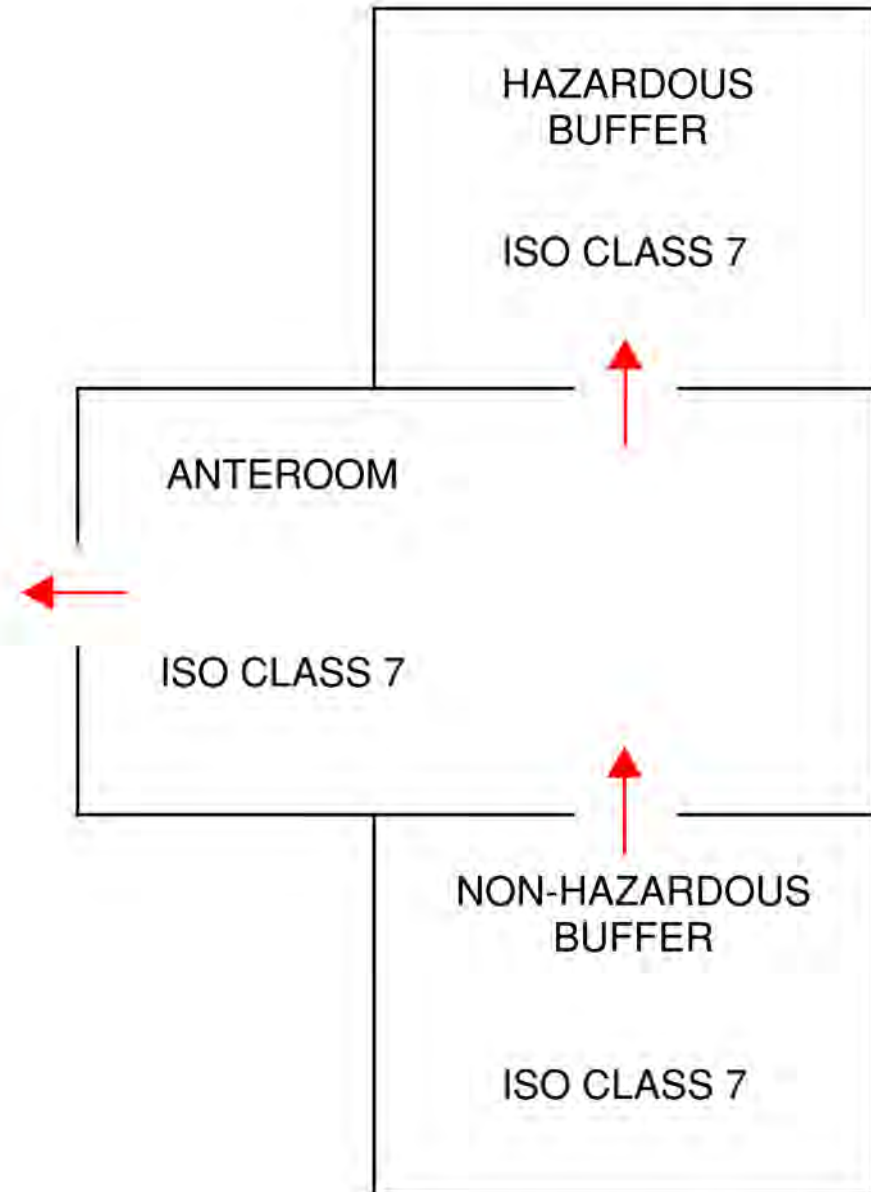 HAZARDOUS
BUFFER
ISO CLASS 7
ANTEROOM
ISO CLASS 7
NON-HAZARDOUS
BUFFER
ISO CLASS 7